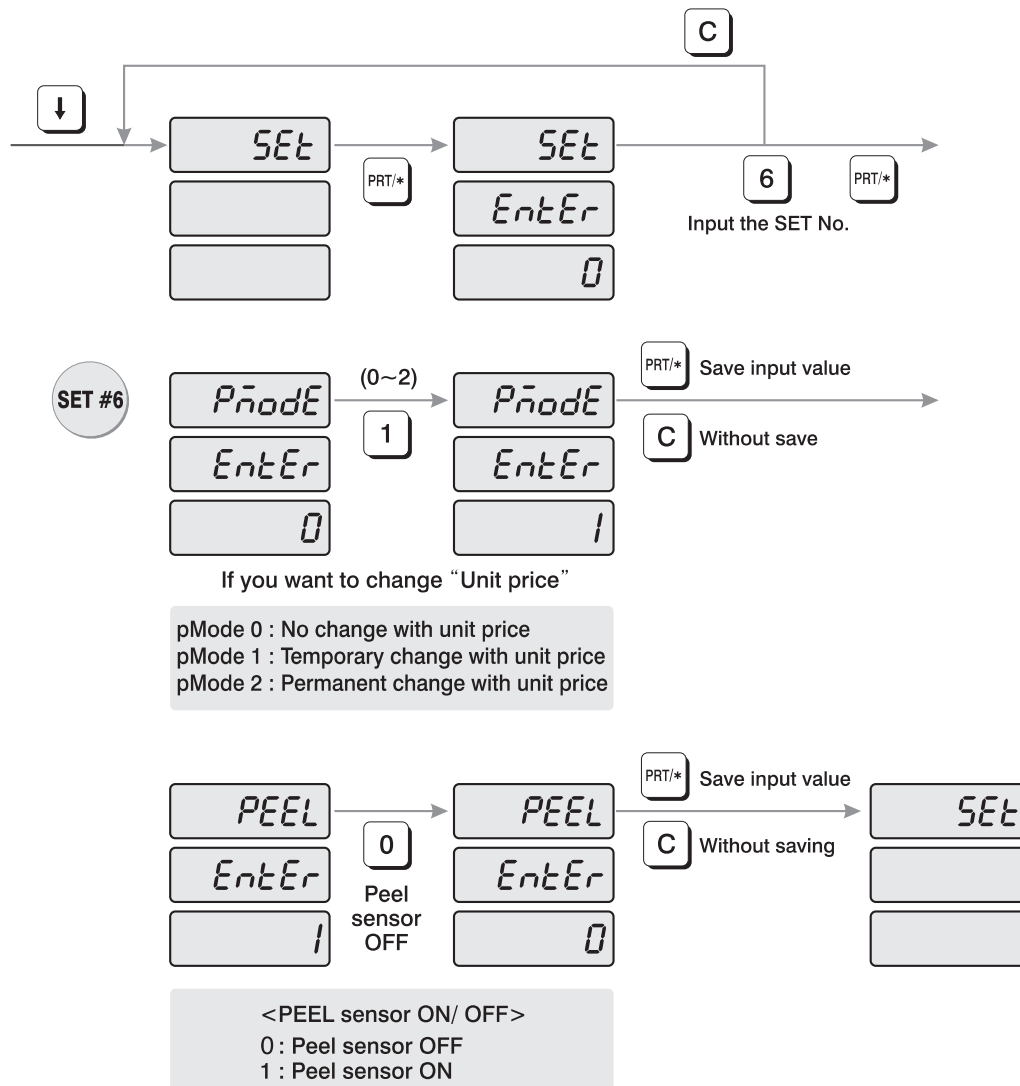 C
↓
SEt
PRT/*
SEt
EntEr
0
6
PRT/*
Input the SET No.
SET #6
PmodE
EntEr
0
(0~2)
1
PmodE
EntEr
1
PRT/* Save input value
C Without save
If you want to change “Unit price”
pMode 0 : No change with unit price
pMode 1 : Temporary change with unit price
pMode 2 : Permanent change with unit price
PEEL
EntEr
1
0
Peel
sensor
OFF
PEEL
EntEr
0
PRT/* Save input value
C Without saving
SEt
<PEEL sensor ON/ OFF>
0 : Peel sensor OFF
1 : Peel sensor ON